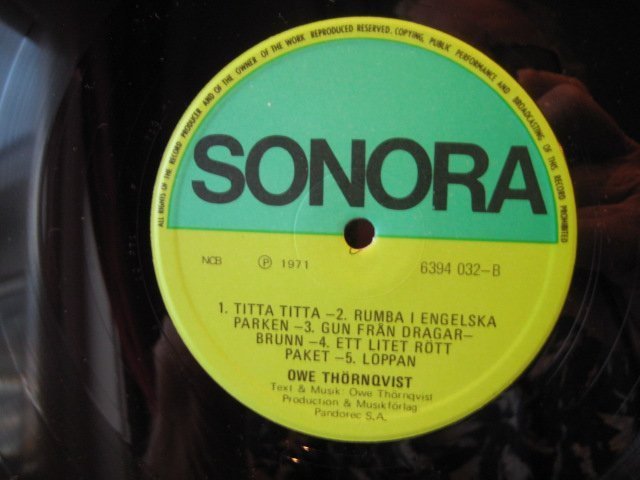 ALL RIGHTS OF THE RECORD PRODUCER AND OF THE OWNER OF THE WORK REPRODUCED RESERVED. COPYING, PUBLIC PERFORMANCE AND BROADCASTING OF THIS RECORD PROHIBITED
SONORA
NCB Ⓟ 1971 6394 032–B
1. TITTA TITTA –2. RUMBA I ENGELSKA
PARKEN –3. GUN FRÄN DRAGAR–
BRUNN –4. ETT LITET RÖTT
PAKET –5. LOPPAN
OWE THÖRNQVIST
Text & Musik: Owe Thörnqvist
Production & Musikförlag
Pandorec S.A.